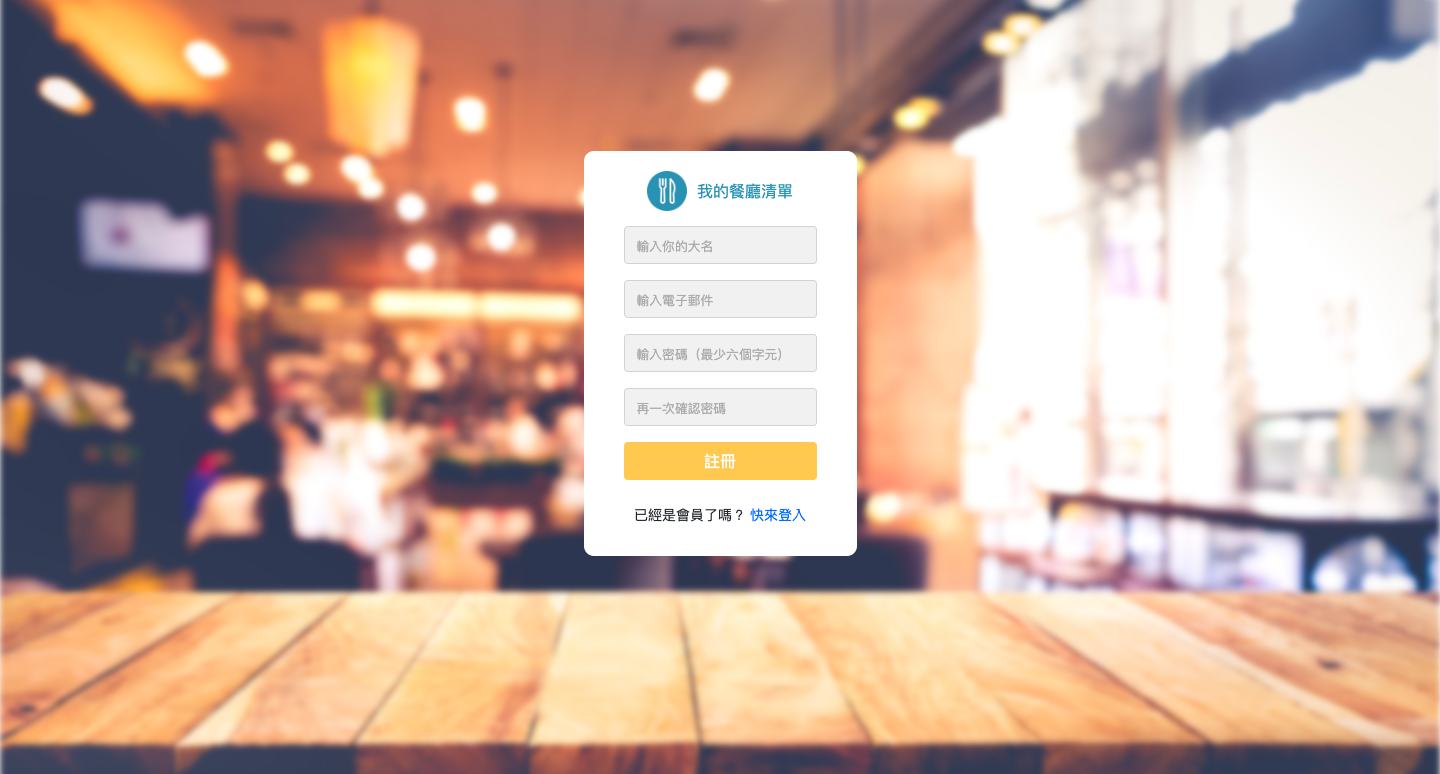 我的餐廳清單
輸入你的大名
輸入電子郵件
輸入密碼（最少六個字元）
再一次確認密碼
註冊
已經是會員了嗎？ 快來登入